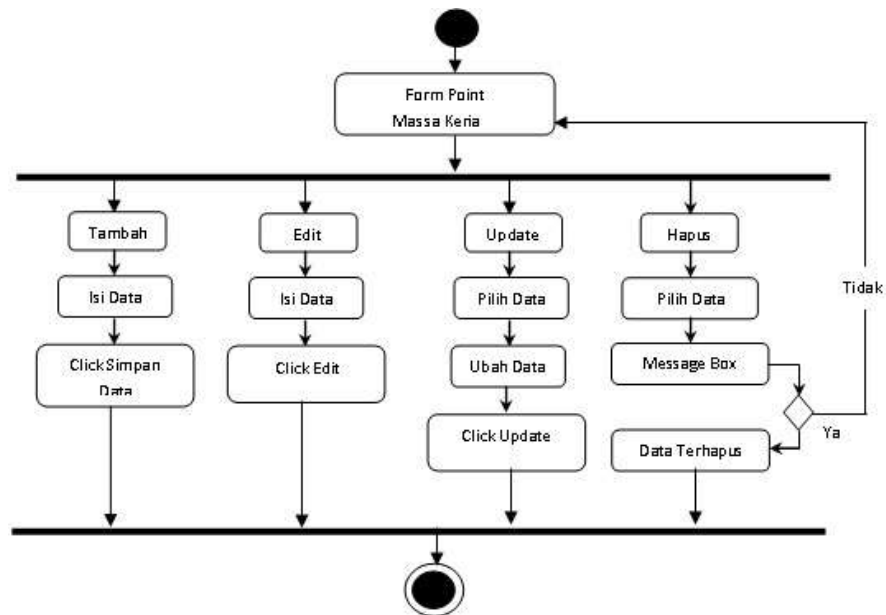 Form Point
Massa Keria
Tambah
Edit
Update
Hapus
Isi Data
Isi Data
Pilih Data
Pilih Data
Tidak
Click Simpan
Data
Click Edit
Ubah Data
Message Box
Click Update
Ya
Data Terhapus